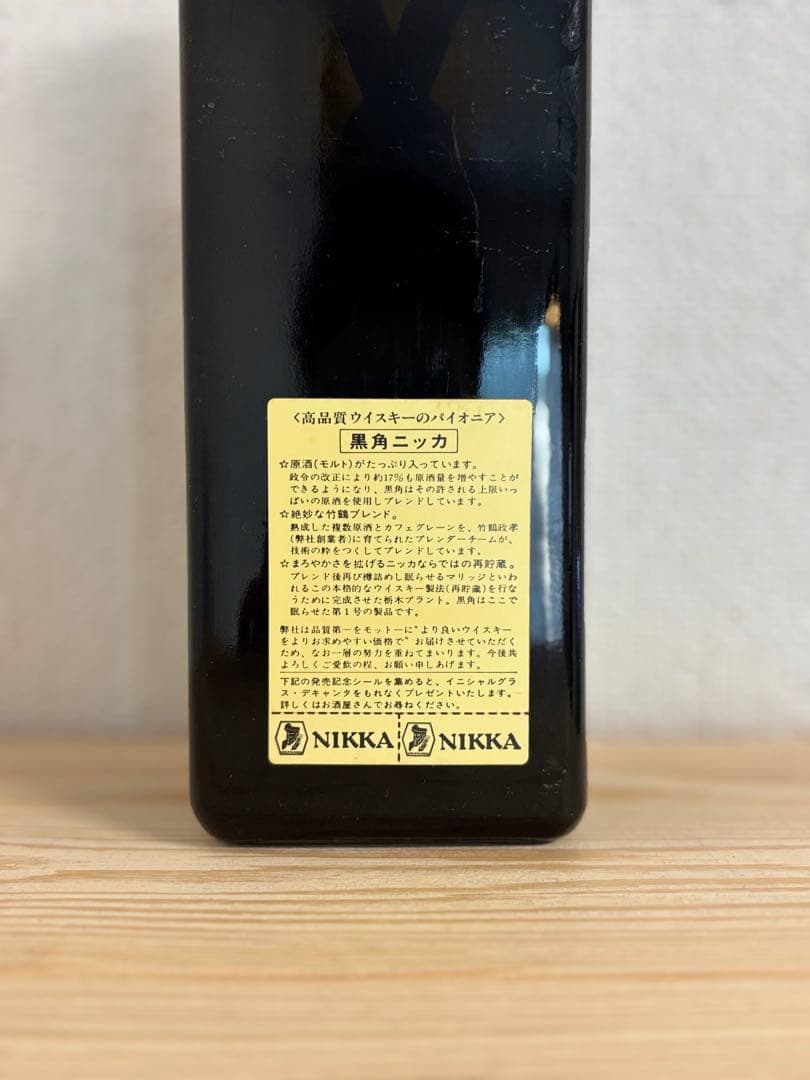 〈高品質ウイスキーのパイオニア〉
黒角ニッカ
☆原酒(モルト)がたっぷり入っています。
政令の改正により約17%も原酒量を増やすことが
できるようになり、黒角はその許される上限いっ
ぱいの原酒を使用しブレンドしています。
☆絶妙な竹鶴ブレンド。
熟成した複数原酒とカフェグレーンを、竹鶴政孝
(弊社創業者)に育てられたブレンダーチームが、
技術の粋をつくしてブレンドしています。
☆まろやかさを拡げるニッカならではの再貯蔵。
ブレンド後再び樽詰めし眠らせるマリッジといわ
れるこの本格的なウイスキー製法(再貯蔵)を行な
うために完成させた栃木プラント。黒角はここで
眠らせた第1号の製品です。
弊社は品質第一をモットーに“より良いウイスキー
をよりお求めやすい価格で”お届けさせていただく
ため、なお一層の努力を重ねてまいります。今後共
よろしくご愛飲の程、お願い申しあげます。
下記の発売記念シールを集めると、イニシャルグラ
ス・デキャンタをもれなくプレゼントいたします。
詳しくはお酒屋さんでお尋ねください。
NIKKA NIKKA